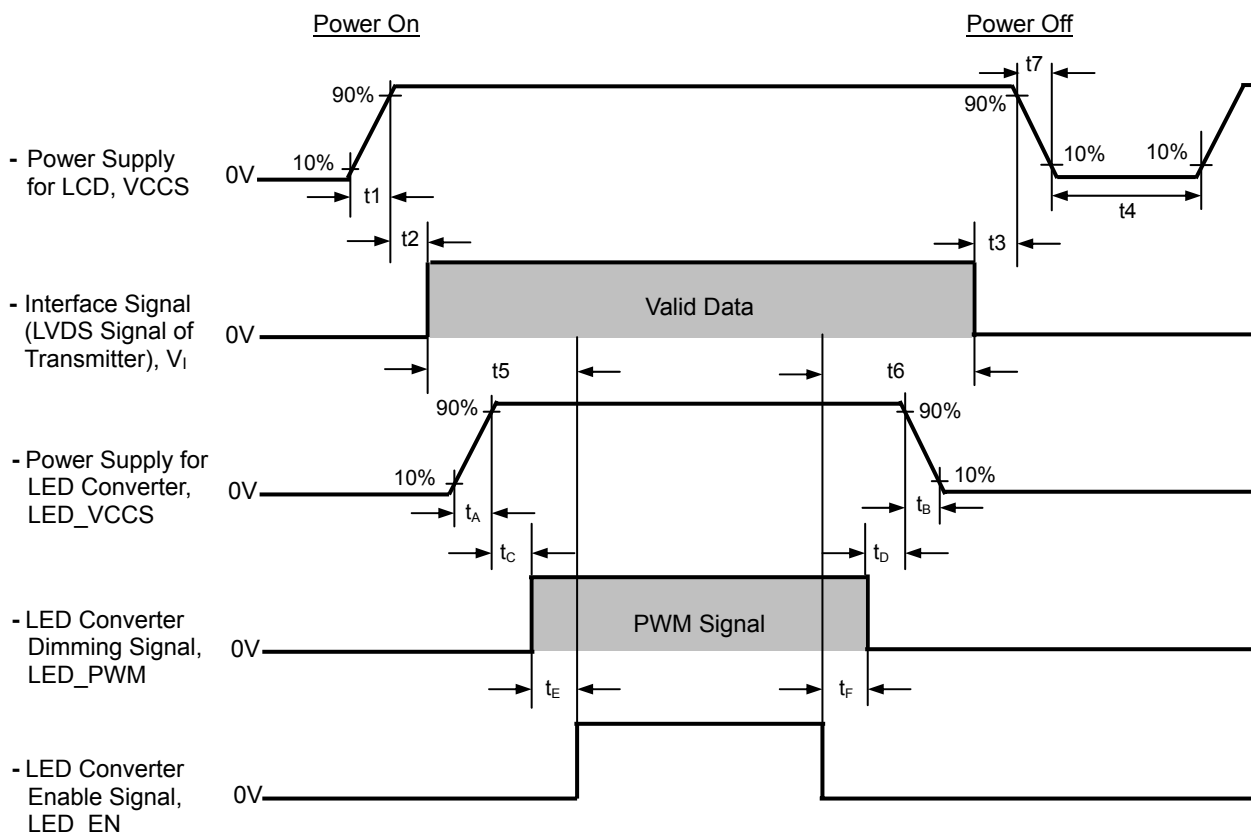 Power On
Power Off
t7
90%
90%
- Power Supply
for LCD, VCCS
0V
10%
10%
10%
t1
t4
t2
t3
- Interface Signal
(LVDS Signal of
Transmitter), VI
0V
Valid Data
t5
t6
90%
90%
- Power Supply for
LED Converter,
LED_VCCS
0V
10%
10%
tA
tB
tC
tD
- LED Converter
Dimming Signal,
LED_PWM
0V
PWM Signal
tE
tF
- LED Converter
Enable Signal,
LED_EN
0V